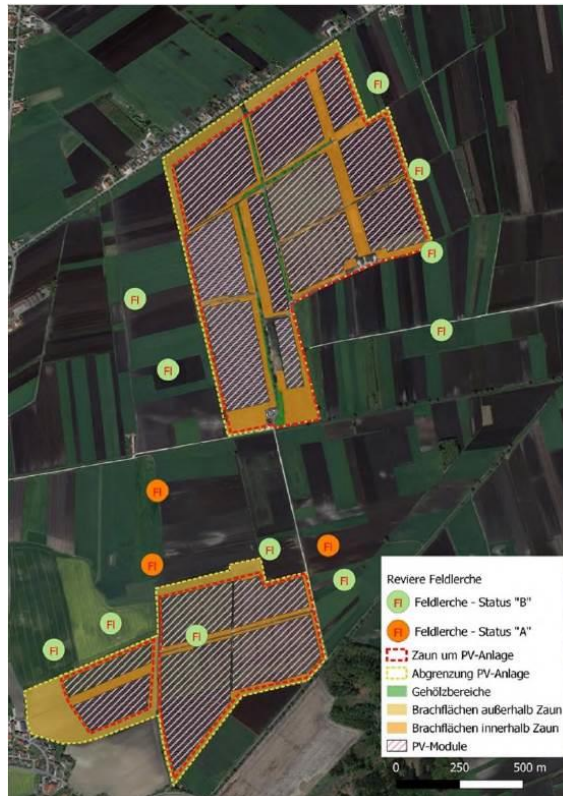 Fl
Fl
Fl
Fl
Fl
Fl
Fl
Fl
Fl
Fl
Fl
Fl
Fl
Fl
Reviere Feldlerche
Fl Feldlerche - Status "B"
Fl Feldlerche - Status "A"
Zaun um PV-Anlage
Abgrenzung PV-Anlage
Gehölzbereiche
Brachflächen außerhalb Zaun
Brachflächen innerhalb Zaun
PV-Module
0 250 500 m